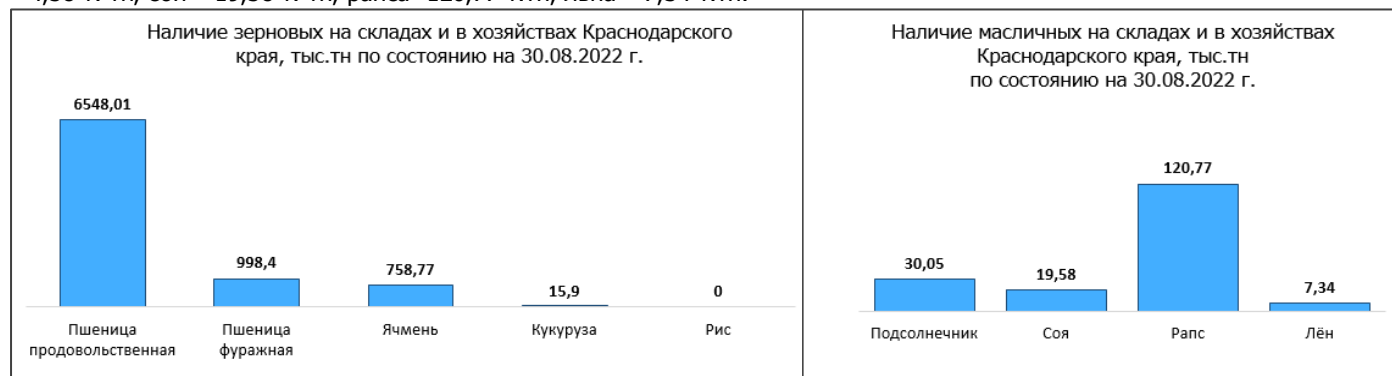 Наличие зерновых на складах и в хозяйствах Краснодарского
края, тыс.тн по состоянию на 30.08.2022 г.
6548,01
998,4
758,77
15,9
0
Пшеница
продовольственная
Пшеница
фуражная
Ячмень
Кукуруза
Рис
Наличие масличных на складах и в хозяйствах
Краснодарского края, тыс.тн
по состоянию на 30.08.2022 г.
30,05
19,58
120,77
7,34
Подсолнечник
Соя
Рапс
Лён